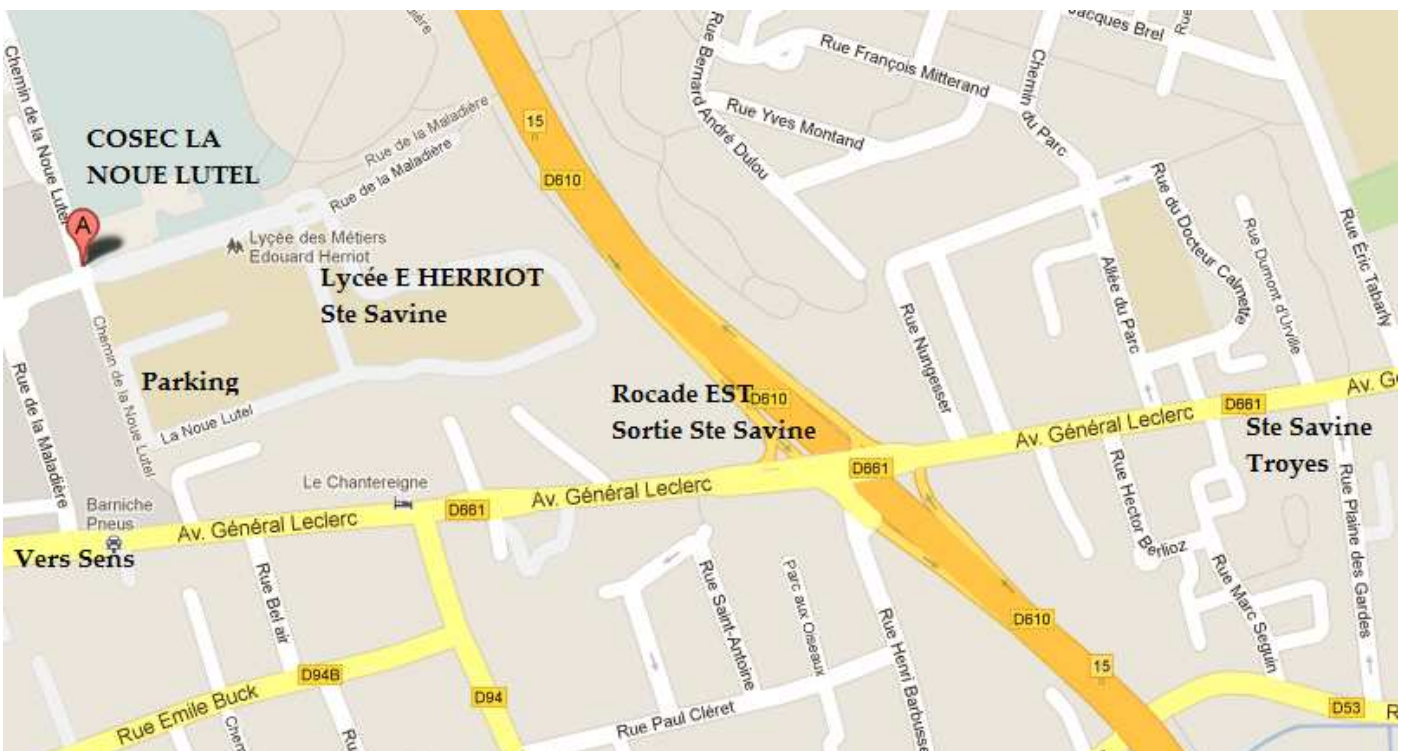 Chemin de la Noue Lutel
COSEC LA
NOUE LUTEL
A
Rue de la Maladière
Rue de la Maladière
Lycée des Métiers
Edouard Herriot
Lycée E HERRIOT
Ste Savine
Chemin de la Noue Lutel
Parking
La Noue Lutel
Rue de la Maladière
Barniche
Pneus
Vers Sens
Av. Général Leclerc
Le Chantereigne
D661
Av. Général Leclerc
Rue Bel air
D94B
Rue Emile Buck
D94
15
D610
Rocade EST
D610
Sortie Ste Savine
D661
Rue Bernard André Dulou
Rue François Mitterand
Rue Yves Montand
Chemin du Parc
Jacques Brel
Rue du Docteur Calmette
Rue Dumont d'Urville
Rue Éric Tabarly
Allée du Parc
Rue Nungesser
Av. Général Leclerc
D661
Ste Savine
Troyes
Rue Hector Berlioz
Rue Marc Seguin
Rue Plaine des Gardes
Rue Saint-Antoine
Parc aux Oiseaux
Rue Henri Barbusse
Rue Paul Cléret
D610
15
D53